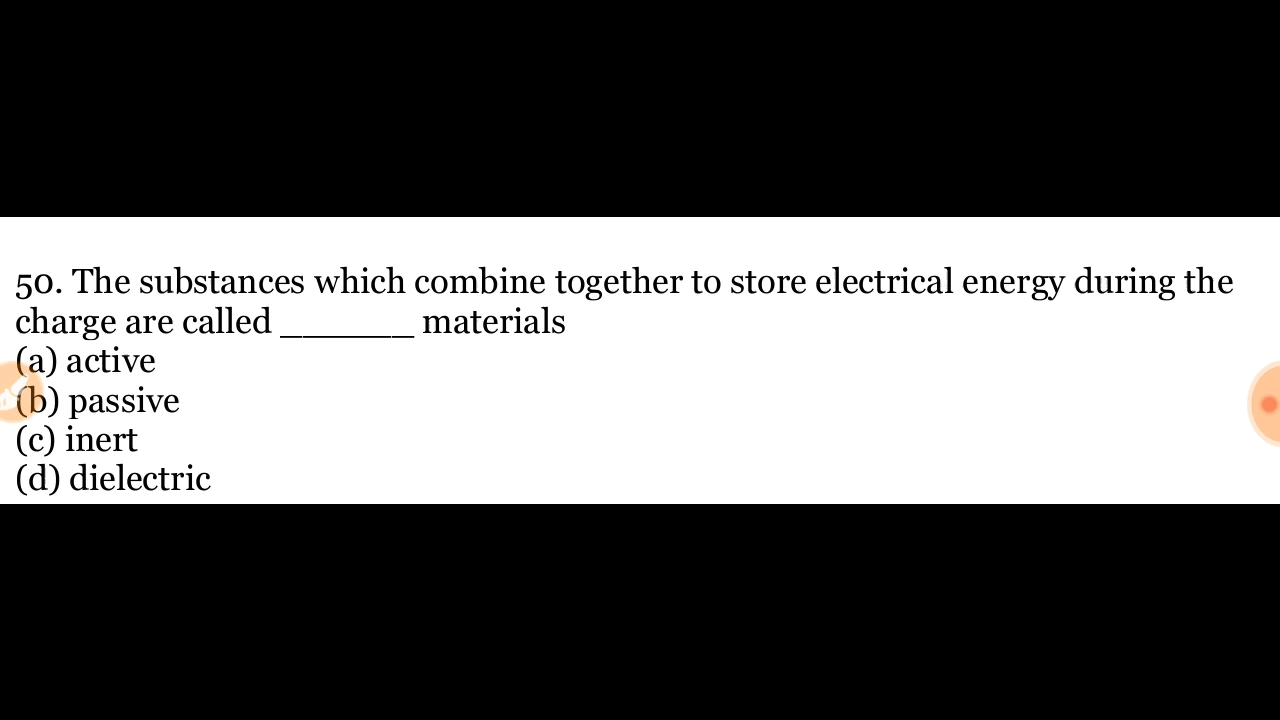 50. The substances which combine together to store electrical energy during the
charge are called ______ materials
(a) active
(b) passive
(c) inert
(d) dielectric